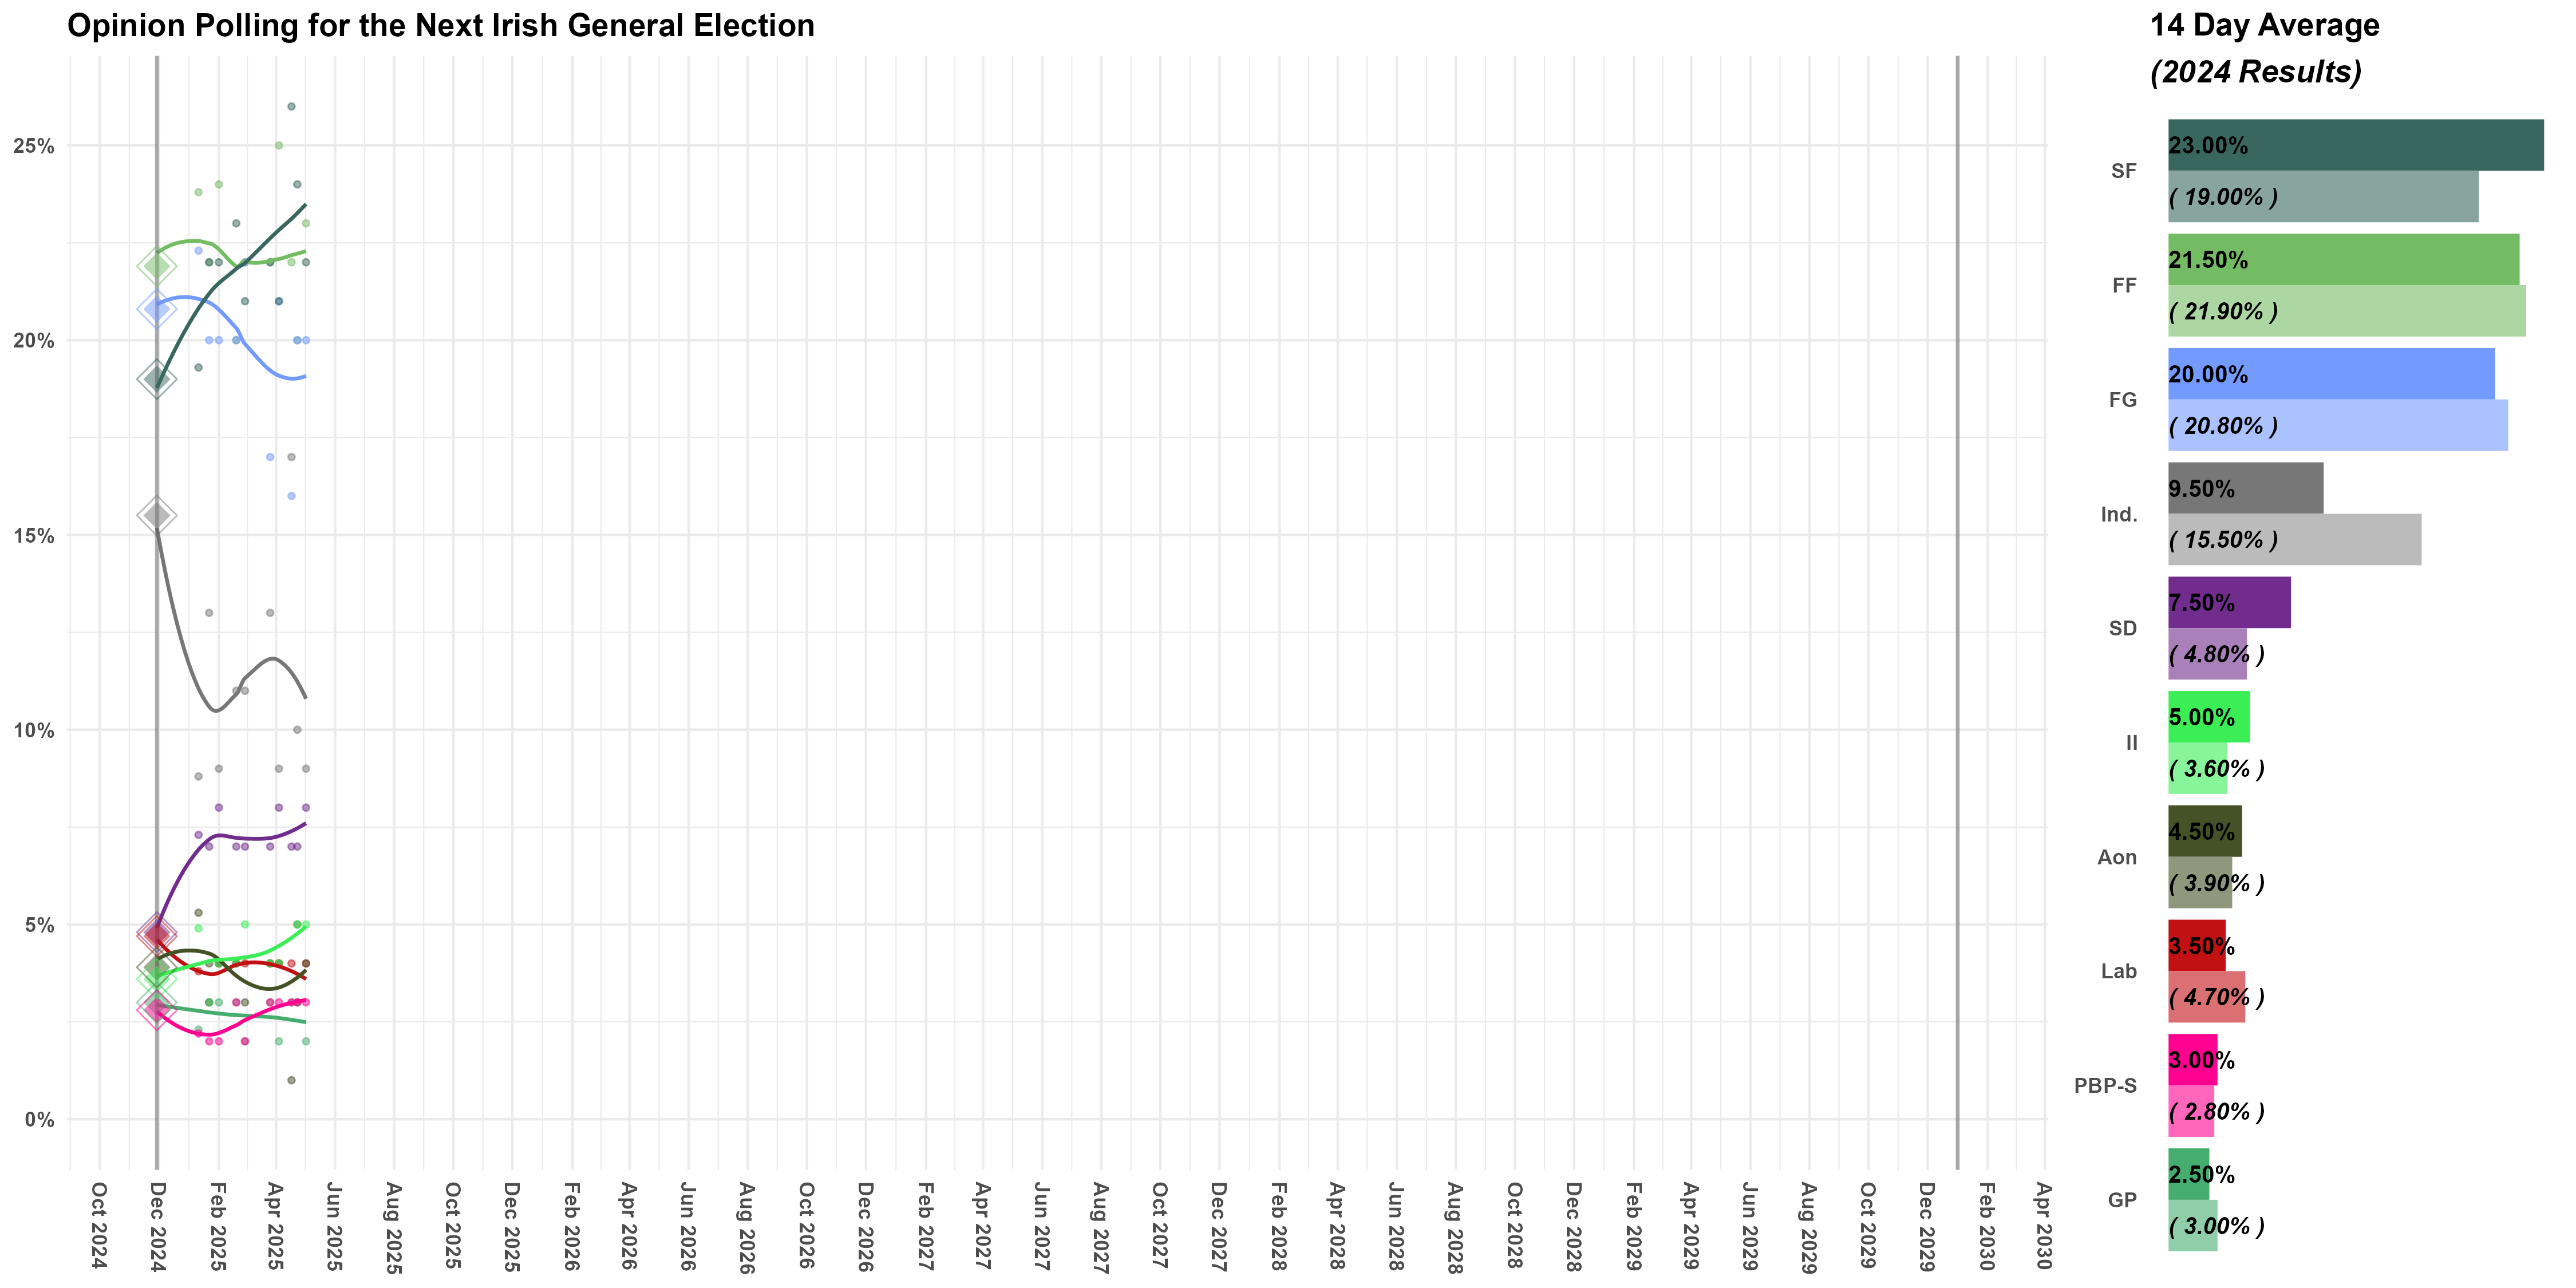 Opinion Polling for the Next Irish General Election
25%
20%
15%
10%
5%
0%
Oct 2024
Dec 2024
Feb 2025
Apr 2025
Jun 2025
Aug 2025
Oct 2025
Dec 2025
Feb 2026
Apr 2026
Jun 2026
Aug 2026
Oct 2026
Dec 2026
Feb 2027
Apr 2027
Jun 2027
Aug 2027
Oct 2027
Dec 2027
Feb 2028
Apr 2028
Jun 2028
Aug 2028
Oct 2028
Dec 2028
Feb 2029
Apr 2029
Jun 2029
Aug 2029
Oct 2029
Dec 2029
Feb 2030
Apr 2030
14 Day Average
(2024 Results)
SF
23.00%
( 19.00% )
FF
21.50%
( 21.90% )
FG
20.00%
( 20.80% )
Ind.
9.50%
( 15.50% )
SD
7.50%
( 4.80% )
II
5.00%
( 3.60% )
Aon
4.50%
( 3.90% )
Lab
3.50%
( 4.70% )
PBP-S
3.00%
( 2.80% )
GP
2.50%
( 3.00% )